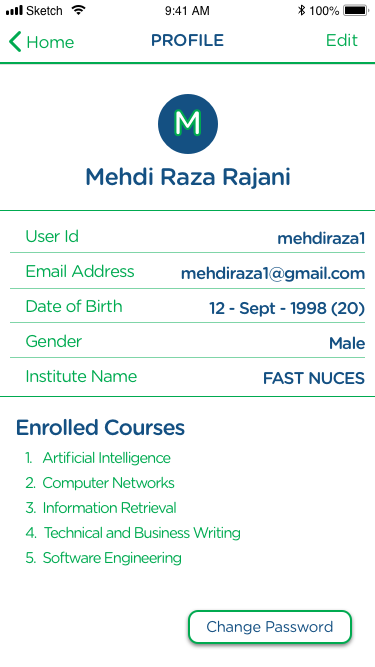 Sketch 9:41 AM 100%
Home PROFILE Edit
M
Mehdi Raza Rajani
User Id mehdiraza1
Email Address mehdiraza1@gmail.com
Date of Birth 12 - Sept - 1998 (20)
Gender Male
Institute Name FAST NUCES
Enrolled Courses
1. Artificial Intelligence
2. Computer Networks
3. Information Retrieval
4. Technical and Business Writing
5. Software Engineering
Change Password